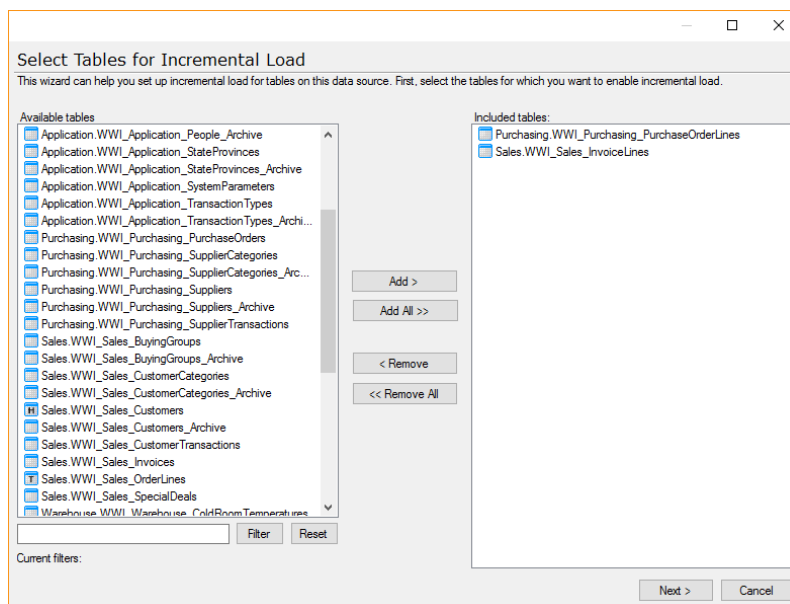 Select Tables for Incremental Load
This wizard can help you set up incremental load for tables on this data source. First, select the tables for which you want to enable incremental load.
Available tables
Application.WWI_Application_People_Archive
Application.WWI_Application_StateProvinces
Application.WWI_Application_StateProvinces_Archive
Application.WWI_Application_SystemParameters
Application.WWI_Application_TransactionTypes
Application.WWI_Application_TransactionTypes_Archi...
Purchasing.WWI_Purchasing_PurchaseOrders
Purchasing.WWI_Purchasing_SupplierCategories
Purchasing.WWI_Purchasing_SupplierCategories_Arc...
Purchasing.WWI_Purchasing_Suppliers
Purchasing.WWI_Purchasing_Suppliers_Archive
Purchasing.WWI_Purchasing_SupplierTransactions
Sales.WWI_Sales_BuyingGroups
Sales.WWI_Sales_BuyingGroups_Archive
Sales.WWI_Sales_CustomerCategories
Sales.WWI_Sales_CustomerCategories_Archive
H Sales.WWI_Sales_Customers
Sales.WWI_Sales_Customers_Archive
Sales.WWI_Sales_CustomerTransactions
Sales.WWI_Sales_Invoices
T Sales.WWI_Sales_OrderLines
Sales.WWI_Sales_SpecialDeals
Warehouse.WWI_Warehouse_ColdRoomTemperatures
Filter
Reset
Current filters:
Add >
Add All >>
< Remove
<< Remove All
Included tables:
Purchasing.WWI_Purchasing_PurchaseOrderLines
Sales.WWI_Sales_InvoiceLines
Next >
Cancel